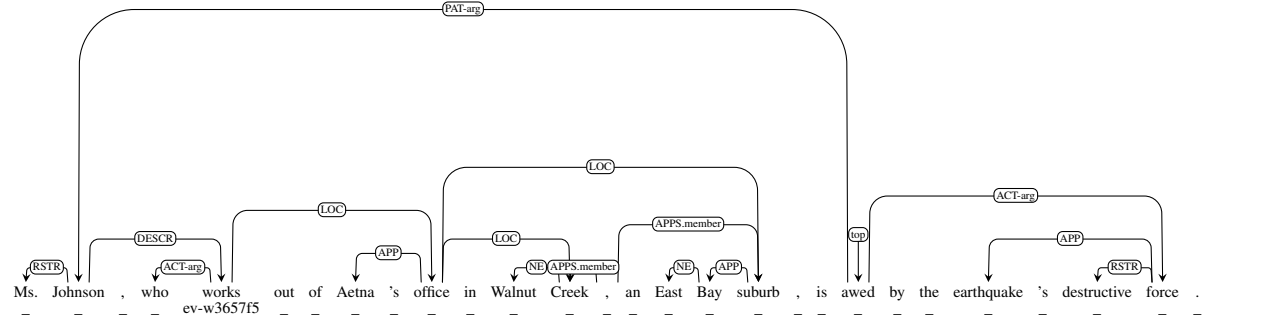 PAT-arg
LOC
ACT-arg
LOC
APPS.member
top
DESCR
LOC
APP
APP
RSTR
ACT-arg
NE
APPS.member
NE
APP
RSTR
Ms. Johnson , who works out of Aetna 's office in Walnut Creek , an East Bay suburb , is awed by the earthquake 's destructive force .
_ _ _ _ ev-w3657f5 _ _ _ _ _ _ _ _ _ _ _ _ _ _ _ _ _ _ _ _ _ _ _